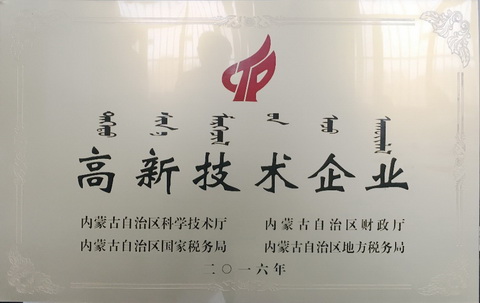 高新技术企业
内蒙古自治区科学技术厅 内蒙古自治区财政厅
内蒙古自治区国家税务局 内蒙古自治区地方税务局
二〇一六年